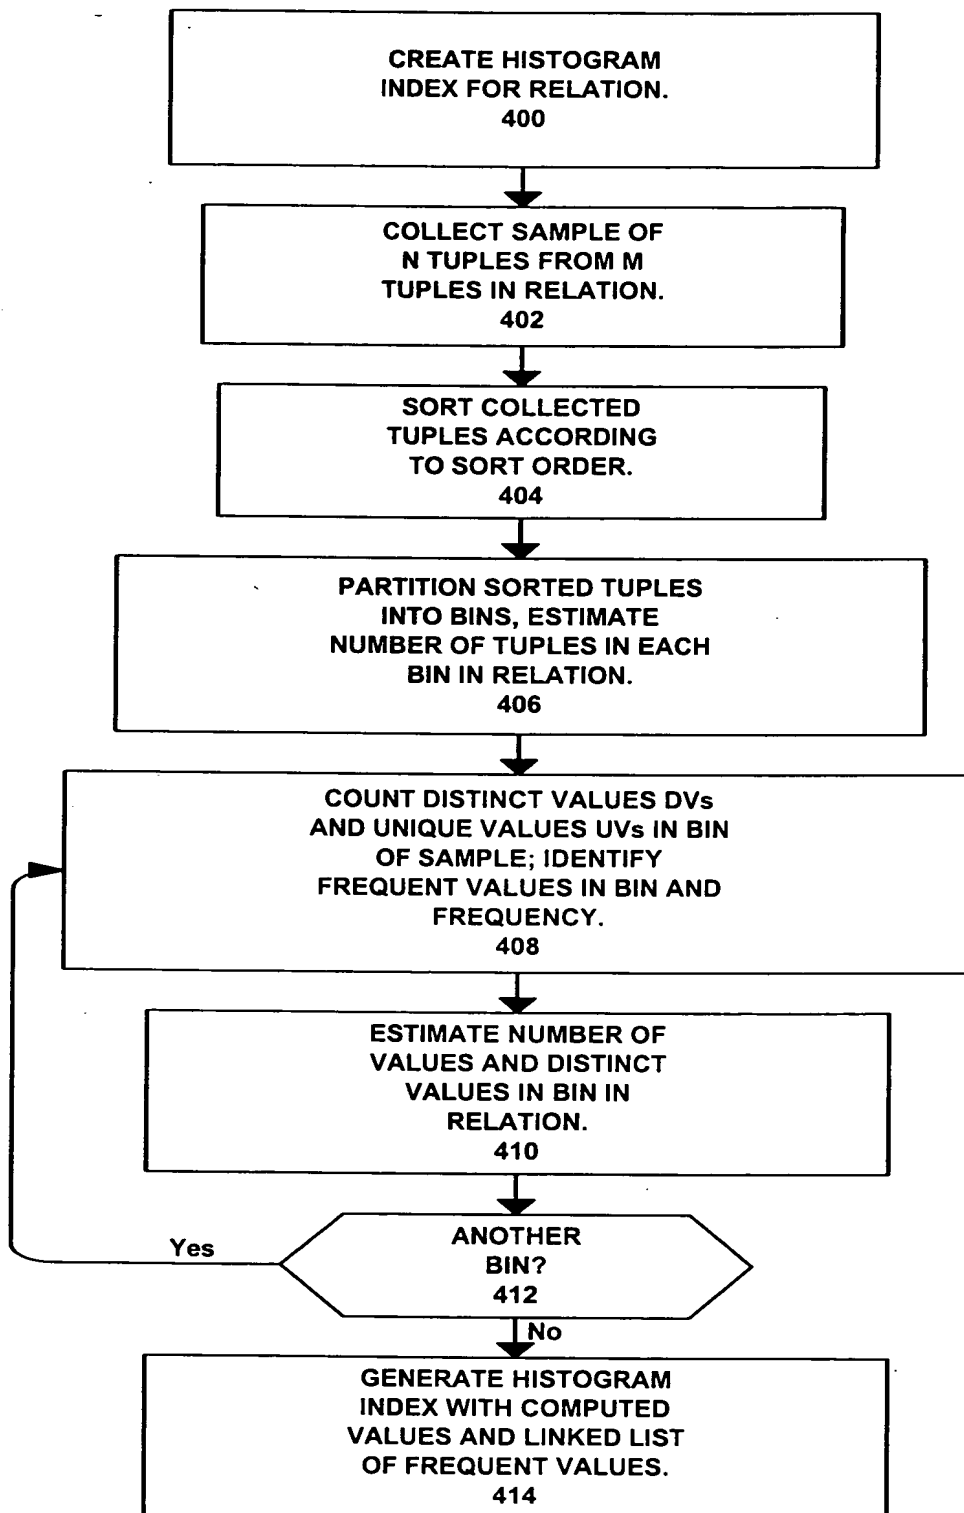 CREATE HISTOGRAM
INDEX FOR RELATION.
400
COLLECT SAMPLE OF
N TUPLES FROM M
TUPLES IN RELATION.
402
SORT COLLECTED
TUPLES ACCORDING
TO SORT ORDER.
404
PARTITION SORTED TUPLES
INTO BINS, ESTIMATE
NUMBER OF TUPLES IN EACH
BIN IN RELATION.
406
COUNT DISTINCT VALUES DVs
AND UNIQUE VALUES UVs IN BIN
OF SAMPLE; IDENTIFY
FREQUENT VALUES IN BIN AND
FREQUENCY.
408
ESTIMATE NUMBER OF
VALUES AND DISTINCT
VALUES IN BIN IN
RELATION.
410
ANOTHER
BIN?
412
Yes
No
GENERATE HISTOGRAM
INDEX WITH COMPUTED
VALUES AND LINKED LIST
OF FREQUENT VALUES.
414